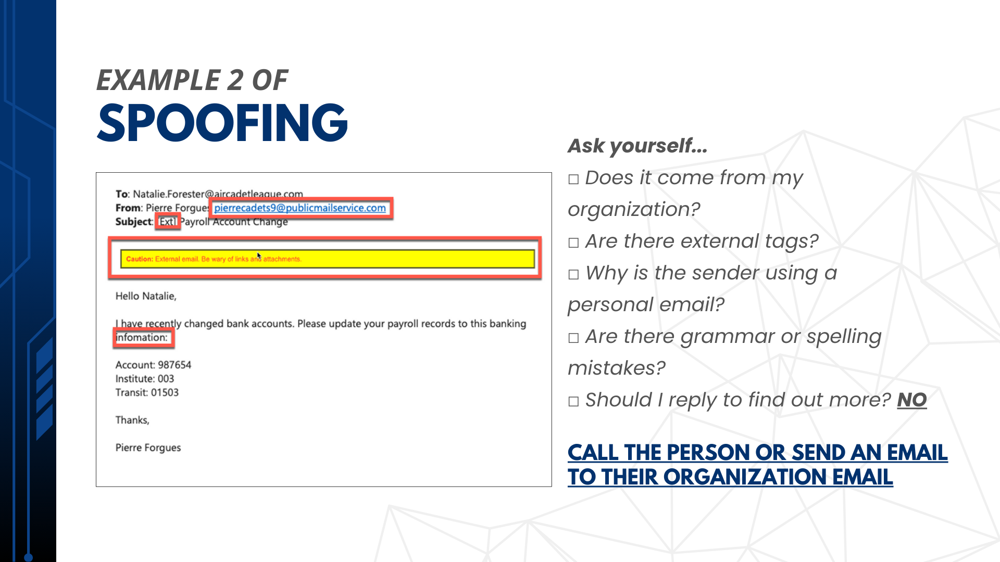 EXAMPLE 2 OF
SPOOFING
To: Natalie.Forester@aircadetleague.com
From: Pierre Forgues pierrecadets9@publicmailservice.com
Subject: [Ext] Payroll Account Change
Caution: External email. Be wary of links and attachments.
Hello Natalie,
I have recently changed bank accounts. Please update your payroll records to this banking
infomation:
Account: 987654
Institute: 003
Transit: 01503
Thanks,
Pierre Forgues
Ask yourself...
□ Does it come from my
organization?
□ Are there external tags?
□ Why is the sender using a
personal email?
□ Are there grammar or spelling
mistakes?
□ Should I reply to find out more? NO
CALL THE PERSON OR SEND AN EMAIL
TO THEIR ORGANIZATION EMAIL